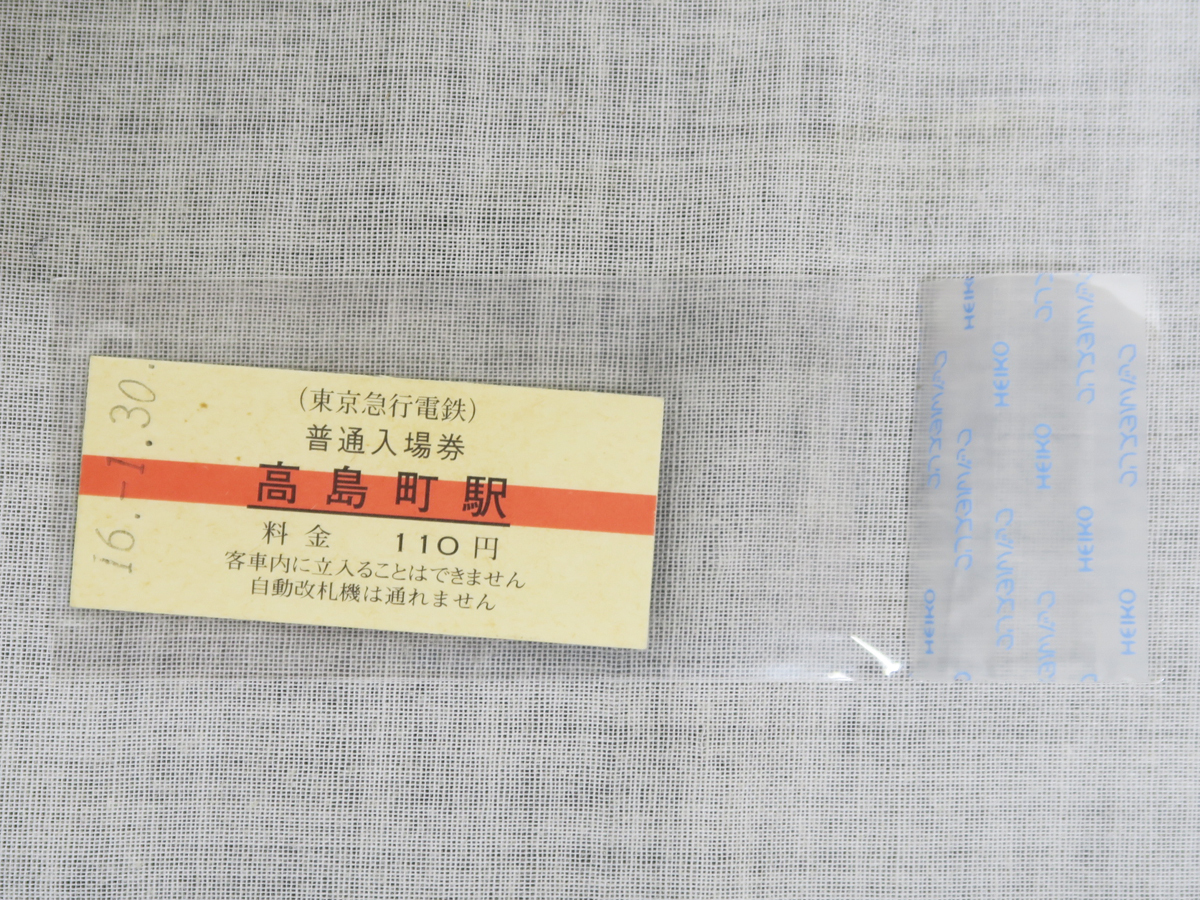 (東京急行電鉄)
普通入場券
高島町駅
料金 110円
客車内に立入ることはできません
自動改札機は通れません
16.-1.30.
HEIKO
HEIKO
HEIKO
HEIKO
HEIKO
HEIKO